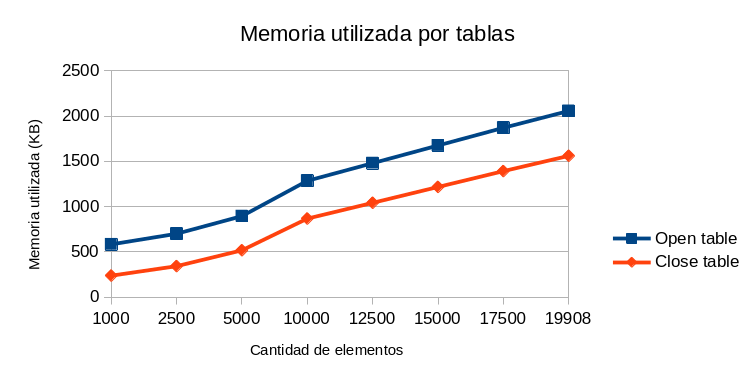 Memoria utilizada por tablas
Memoria utilizada (KB)
2500
2000
1500
1000
500
0
1000 2500 5000 10000 12500 15000 17500 19908
Cantidad de elementos
Open table
Close table